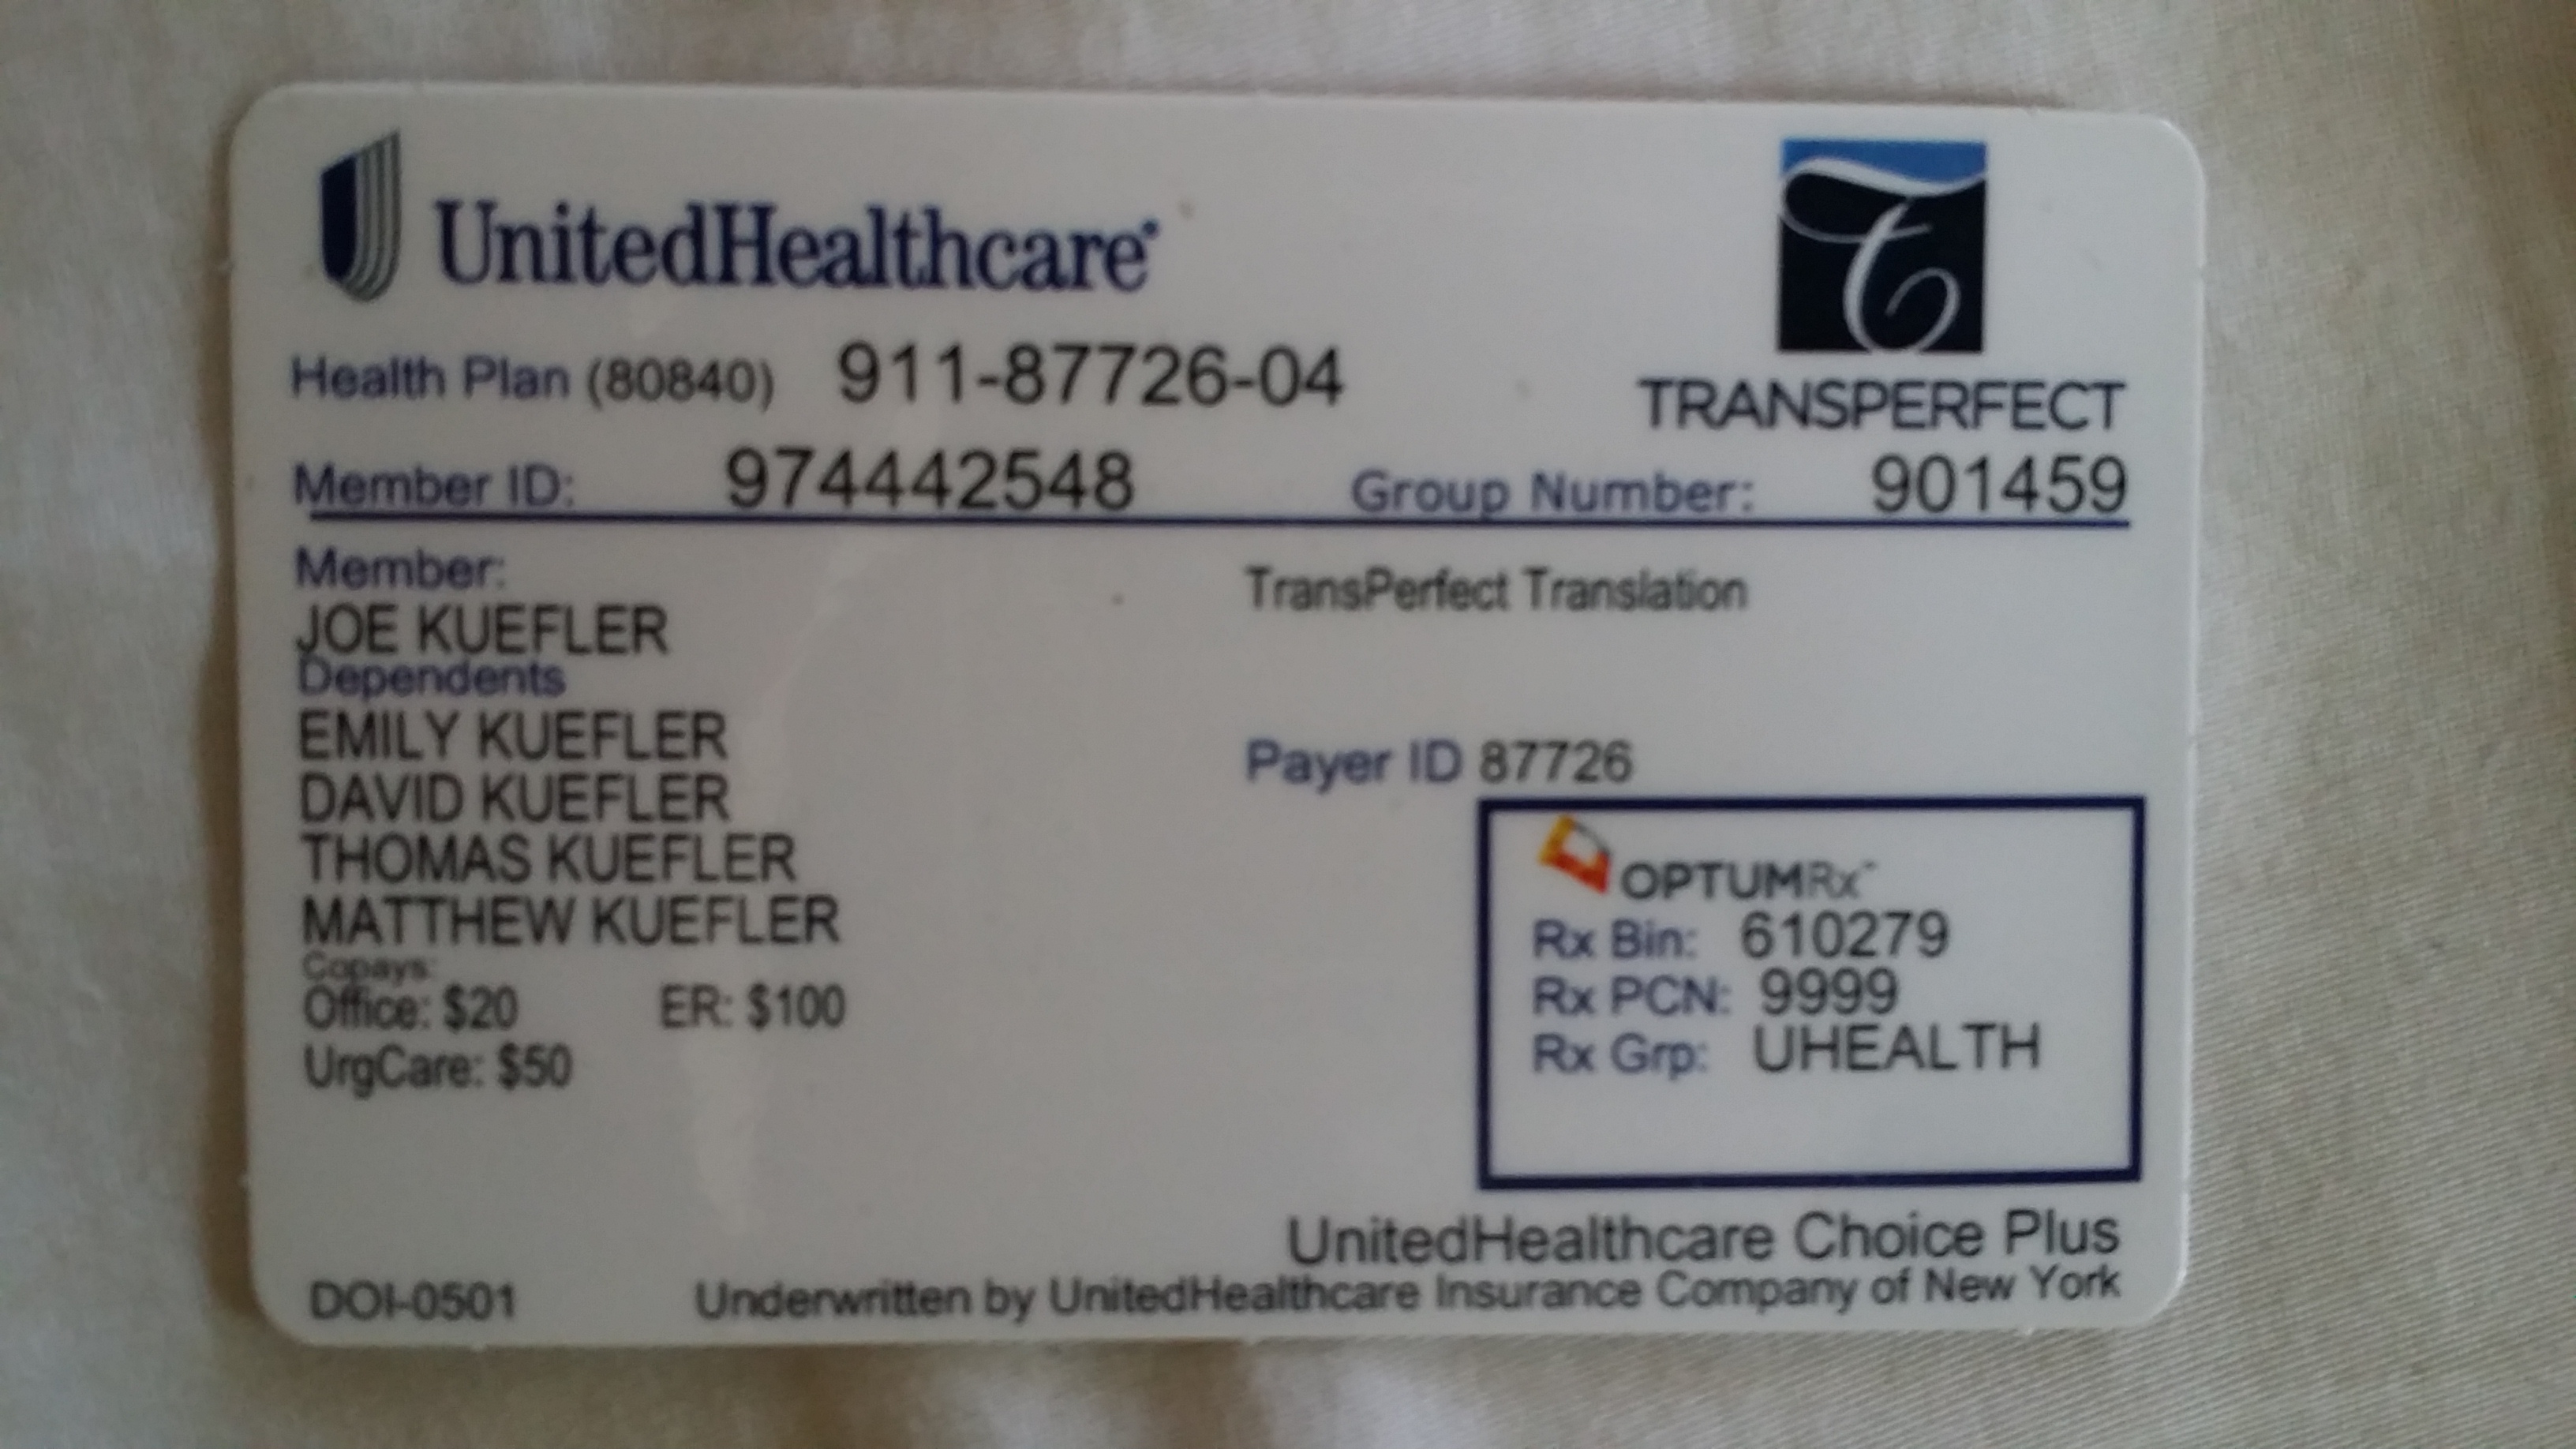 UnitedHealthcare
TRANSPERFECT
Health Plan (80840) 911-87726-04
Member ID: 974442548 Group Number: 901459
Member:
JOE KUEFLER
Dependents
EMILY KUEFLER
DAVID KUEFLER
THOMAS KUEFLER
MATTHEW KUEFLER
Copays:
Office: $20 ER: $100
UrgCare: $50
TransPerfect Translation
Payer ID 87726
OPTUMRx™
Rx Bin: 610279
Rx PCN: 9999
Rx Grp: UHEALTH
UnitedHealthcare Choice Plus
DOI-0501 Underwritten by UnitedHealthcare Insurance Company of New York